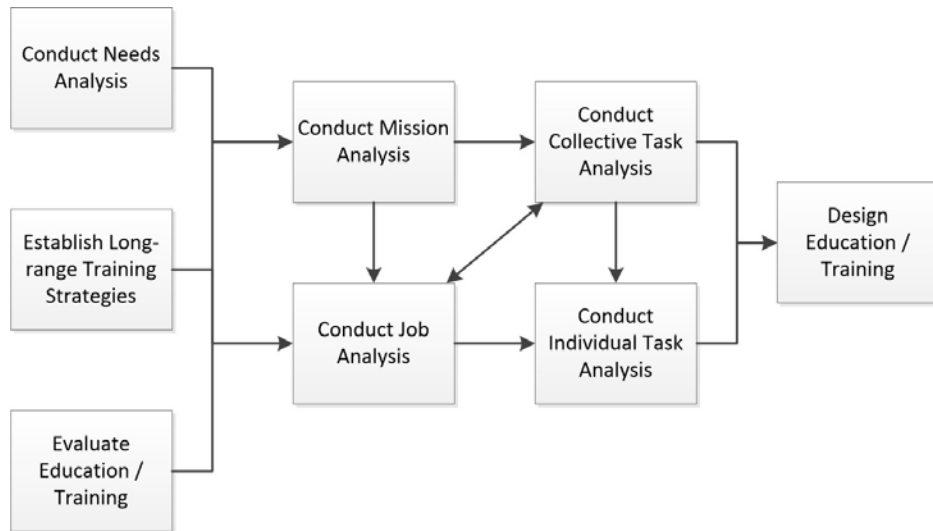 Conduct Needs
Analysis
Establish Long-
range Training
Strategies
Evaluate
Education /
Training
Conduct Mission
Analysis
Conduct Job
Analysis
Conduct
Collective Task
Analysis
Conduct
Individual Task
Analysis
Design
Education /
Training